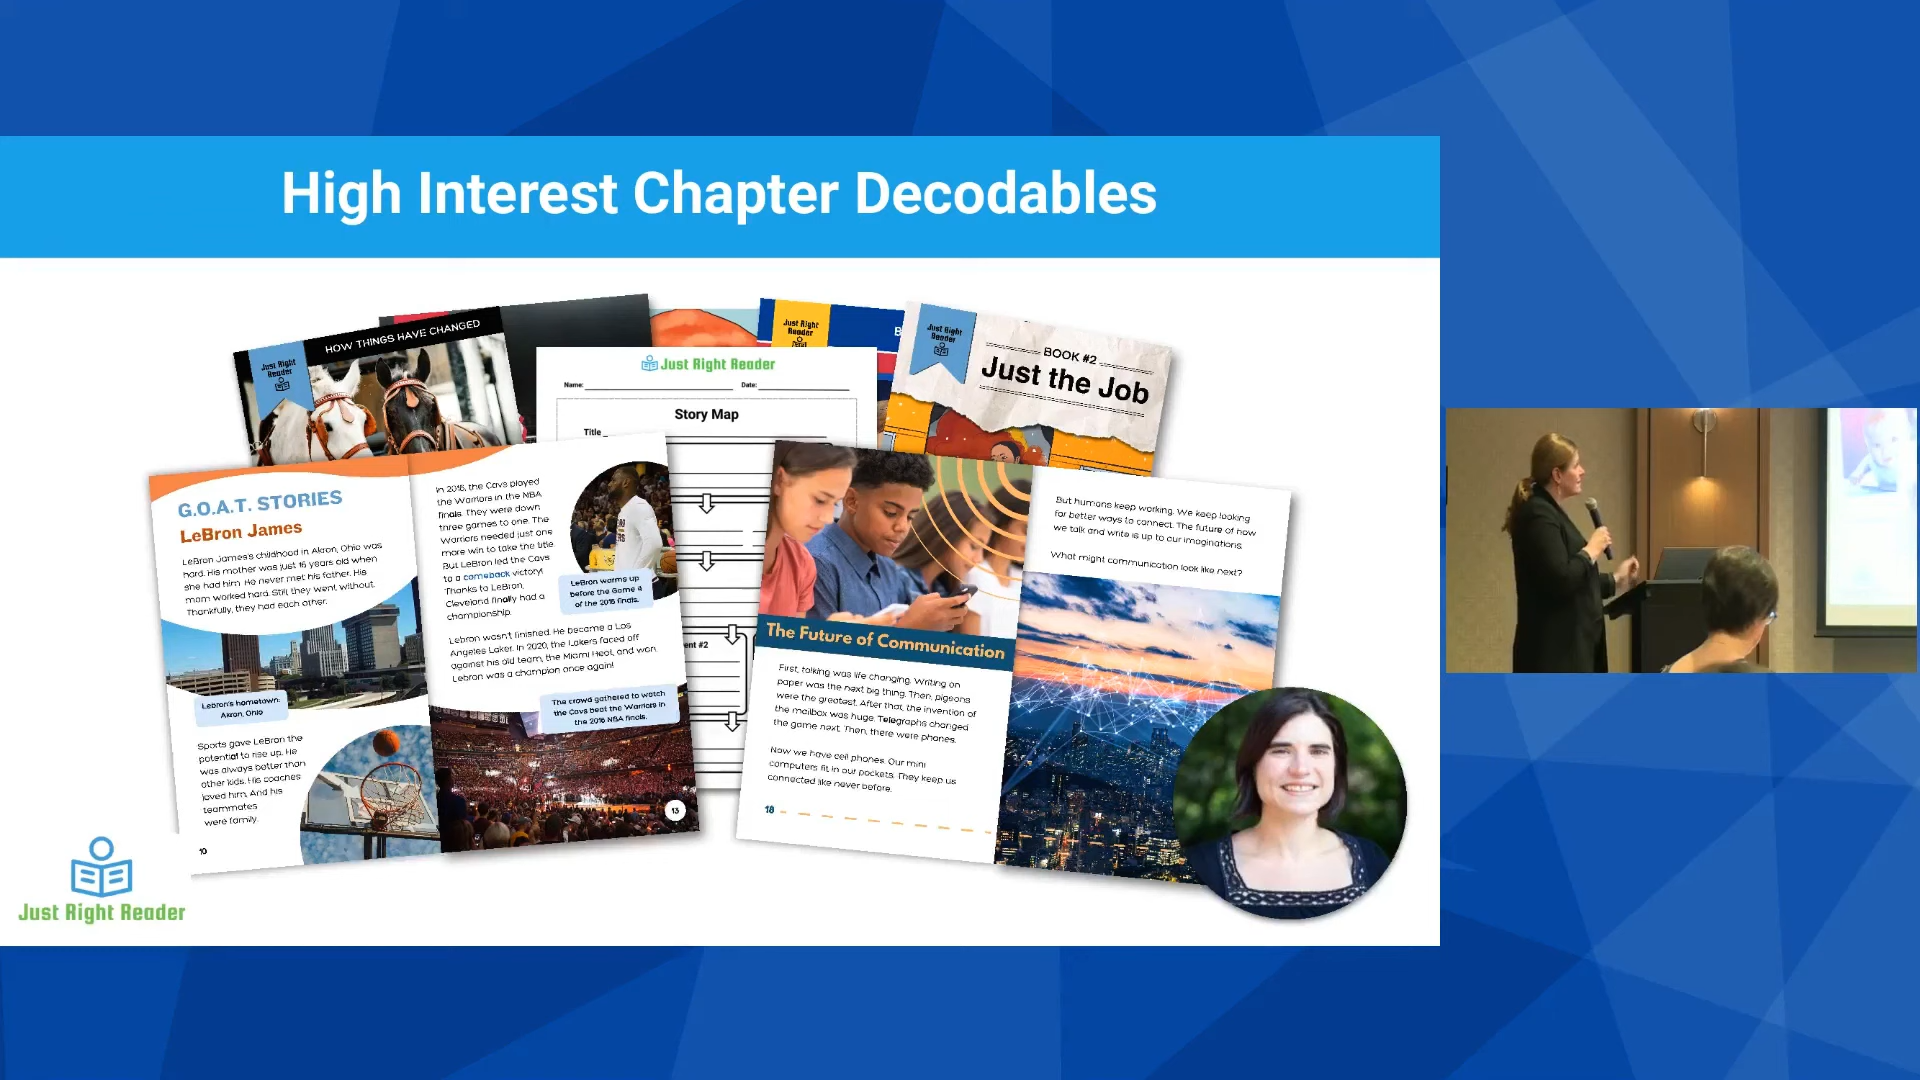 High Interest Chapter Decodables
HOW THINGS HAVE CHANGED
Just Right
Reader
Just Right
Reader
B
Just Right
Reader
BOOK #2
Just the Job
Just Right Reader
Name:
Date:
Story Map
Title
ent #2
G.O.A.T. STORIES
LeBron James
LeBron James's childhood in Akron, Ohio was
hard. His mother was just 16 years old when
she had him. He never met his father. His
mom worked hard. Still, they went without.
Thankfully, they had each other.
Lebron's hometown:
Akron, Ohio
Sports gave LeBron the
potential to rise up. He
was always better than
other kids. His coaches
loved him. And his
teammates
were family.
10
In 2016, the Cavs played
the Warriors in the NBA
finals. They were down
three games to one. The
Warriors needed just one
more win to take the title.
But LeBron led the Cavs
to a comeback victory!
Thanks to LeBron,
Cleveland finally had a
championship.
LeBron warms up
before the Game 4
of the 2016 finals.
Lebron wasn't finished. He became a Los
Angeles Laker. In 2020, the Lakers faced off
against his old team, the Miami Heat, and won.
Lebron was a champion once again!
The crowd gathered to watch
the Cavs beat the Warriors in
the 2016 NBA finals.
13
The Future of Communication
First, talking was life changing. Writing on
paper was the next big thing. Then, pigeons
were the greatest. After that, the invention of
the mailbox was huge. Telegraphs changed
the game next. Then, there were phones.
Now we have cell phones. Our mini
computers fit in our pockets. They keep us
connected like never before.
18
But humans keep working. We keep looking
for better ways to connect. The future of how
we talk and write is up to our imaginations.
What might communication look like next?
Just Right Reader